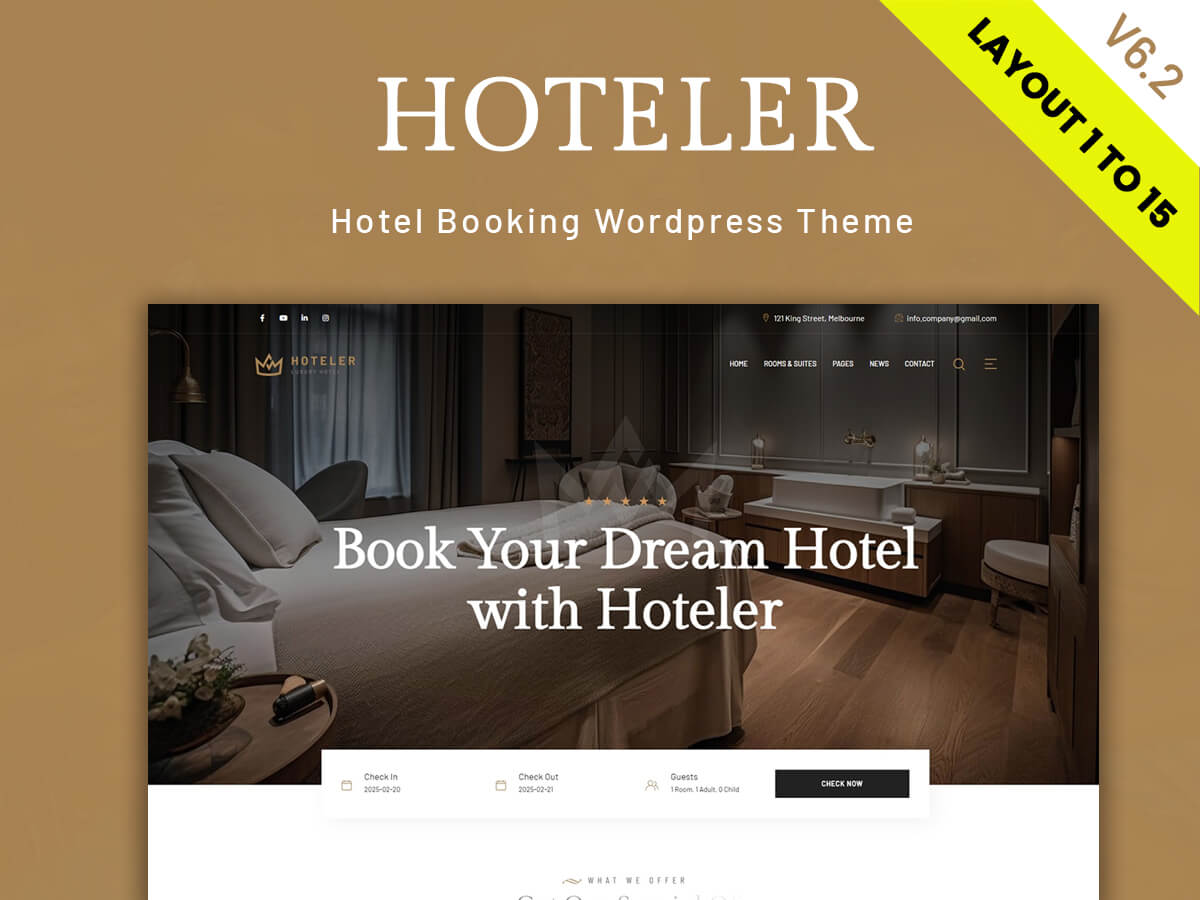 HOTELER
Hotel Booking Wordpress Theme
V6.2
LAYOUT 1 TO 15
121 King Street, Melbourne
info.company@gmail.com
HOTELER
LUXURY HOTEL
HOME ROOMS & SUITES PAGES NEWS CONTACT
Book Your Dream Hotel
with Hoteler
Check In
2025-02-20
Check Out
2025-02-21
Guests
1 Room, 1 Adult, 0 Child
CHECK NOW
WHAT WE OFFER